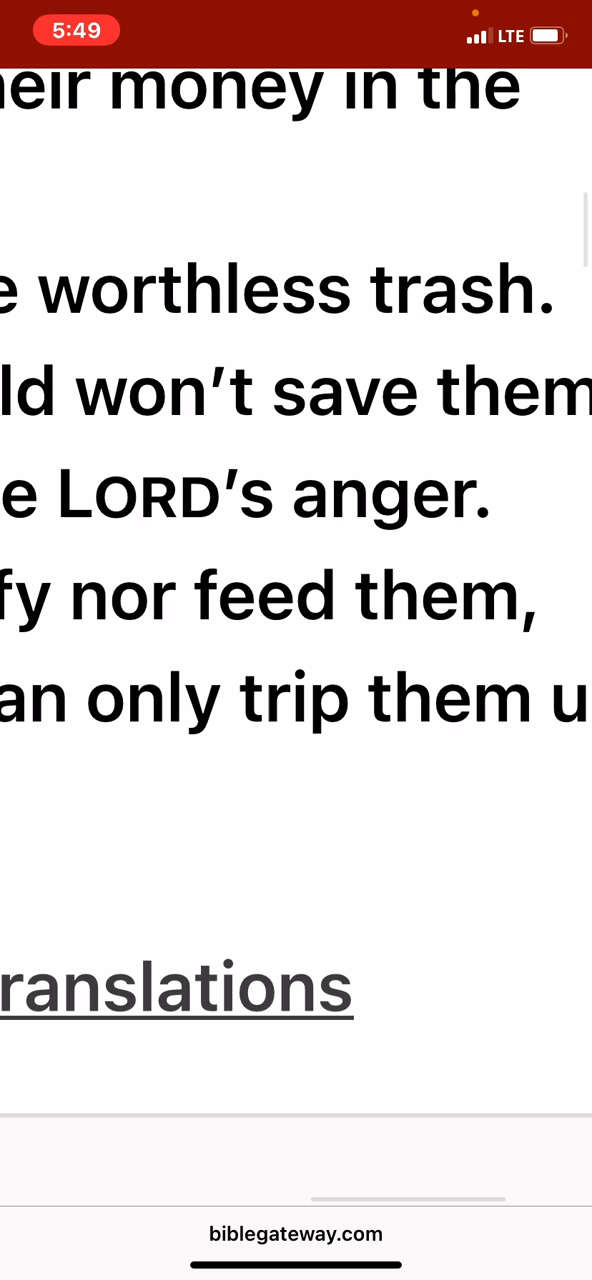 5:49 LTE
heir money in the
e worthless trash.
ld won’t save them
e LORD’s anger.
fy nor feed them,
an only trip them u
ranslations
biblegateway.com